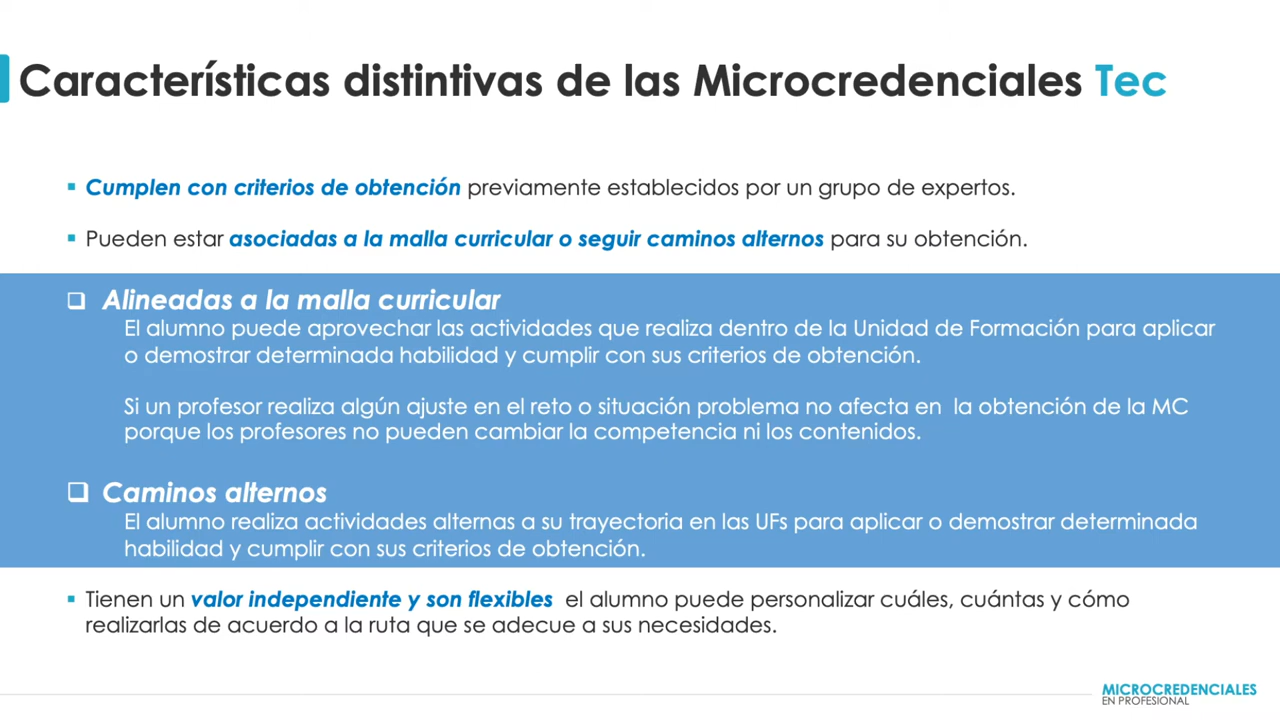 Características distintivas de las Microcredenciales Tec
▪ Cumplen con criterios de obtención previamente establecidos por un grupo de expertos.
▪ Pueden estar asociadas a la malla curricular o seguir caminos alternos para su obtención.
❑ Alineadas a la malla curricular
El alumno puede aprovechar las actividades que realiza dentro de la Unidad de Formación para aplicar
o demostrar determinada habilidad y cumplir con sus criterios de obtención.
Si un profesor realiza algún ajuste en el reto o situación problema no afecta en la obtención de la MC
porque los profesores no pueden cambiar la competencia ni los contenidos.
❑ Caminos alternos
El alumno realiza actividades alternas a su trayectoria en las UFs para aplicar o demostrar determinada
habilidad y cumplir con sus criterios de obtención.
▪ Tienen un valor independiente y son flexibles el alumno puede personalizar cuáles, cuántas y cómo
realizarlas de acuerdo a la ruta que se adecue a sus necesidades.
MICROCREDENCIALES
EN PROFESIONAL